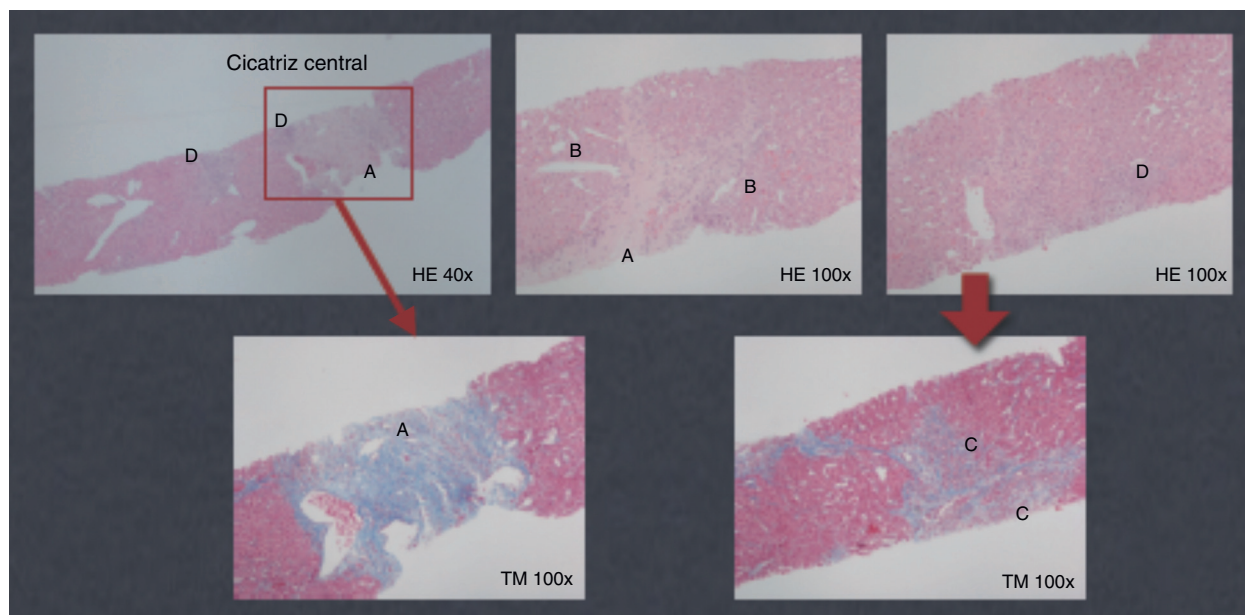 Cicatriz central
D
D
A
HE 40x
B
B
A
HE 100x
D
HE 100x
A
TM 100x
C
C
TM 100x